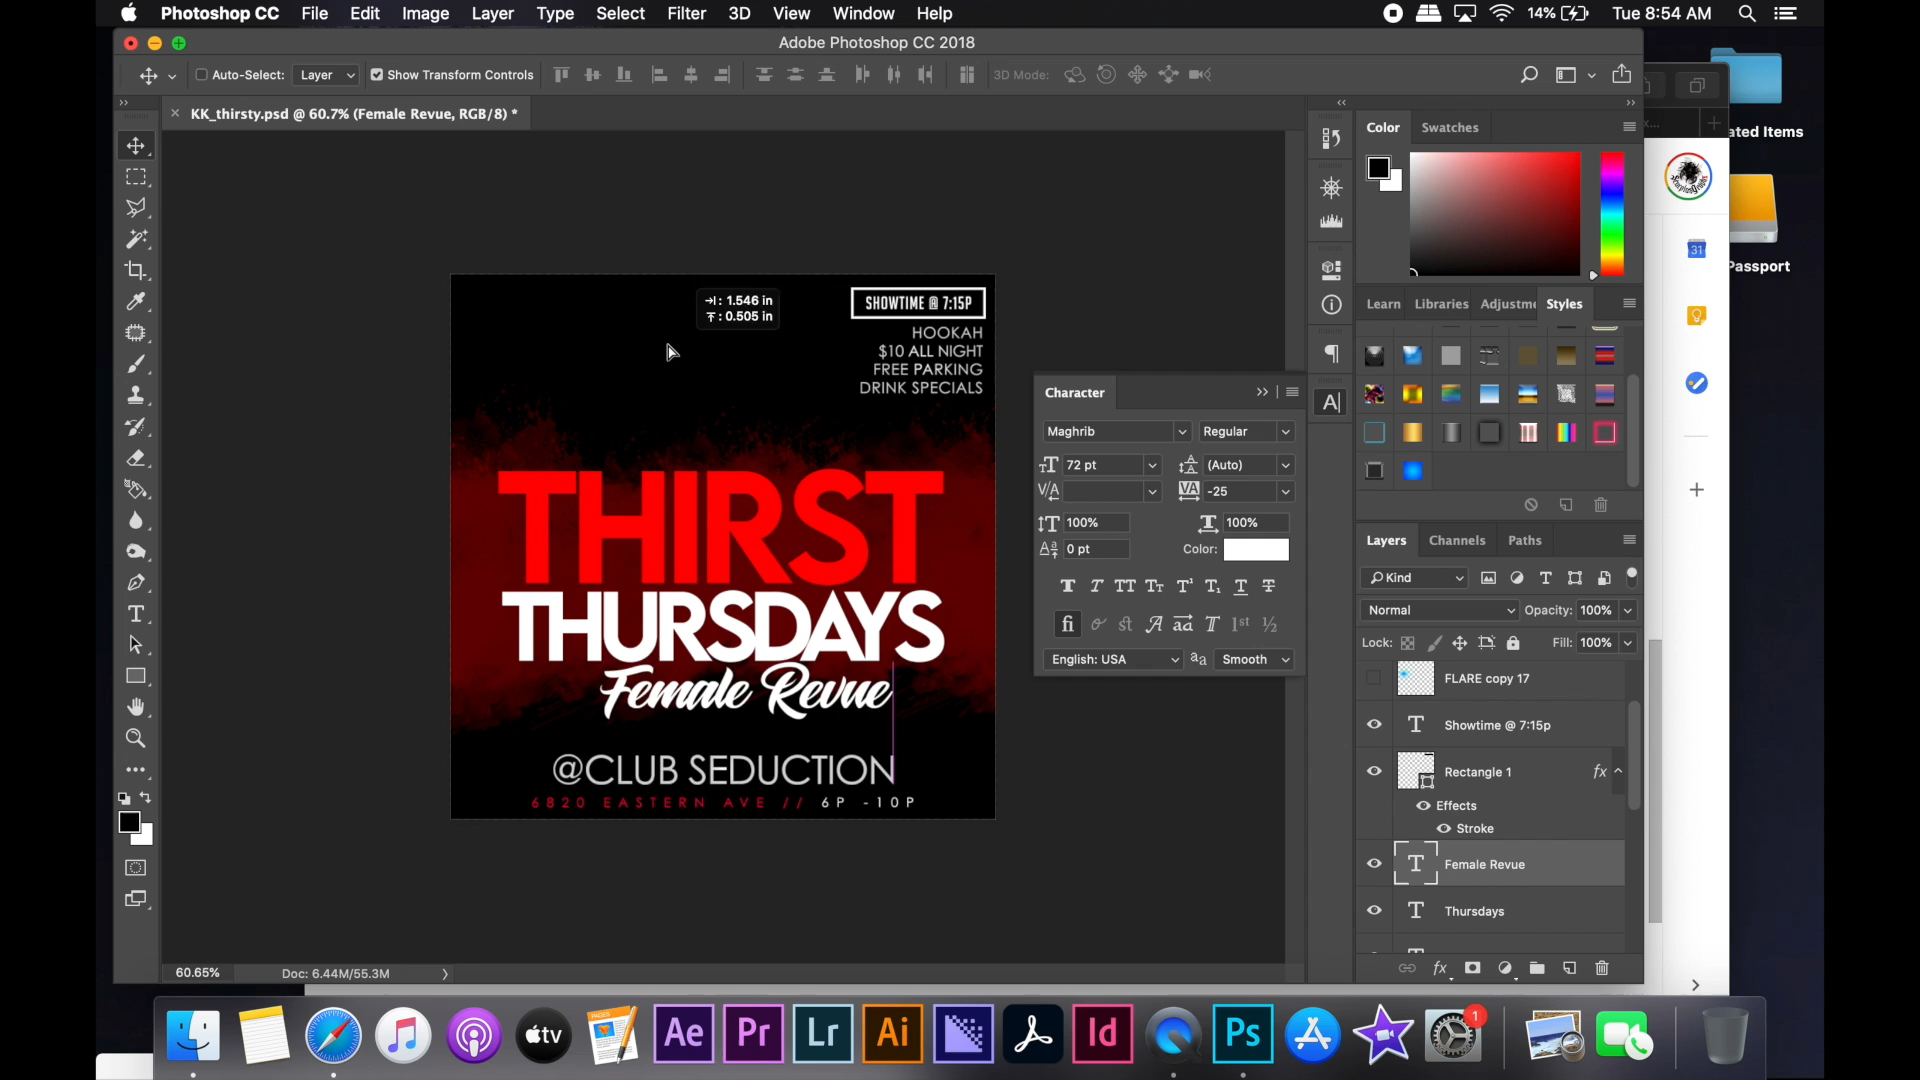 Photoshop CC File Edit Image Layer Type Select Filter 3D View Window Help 14% Tue 8:54 AM
Adobe Photoshop CC 2018
Auto-Select: Layer Show Transform Controls 3D Mode:
KK_thirsty.psd @ 60.7% (Female Revue, RGB/8) *
Color Swatches
ated Items
31
Passport
Learn Libraries Adjustme Styles
: 1.546 in
: 0.505 in
SHOWTIME @ 7:15P
HOOKAH
$10 ALL NIGHT
FREE PARKING
DRINK SPECIALS
THIRST
THURSDAYS
Female Revue
@CLUB SEDUCTION
6820 EASTERN AVE // 6P -10P
Character
Maghrib Regular
72 pt (Auto)
-25
100% 100%
0 pt Color:
English: USA Smooth
Layers Channels Paths
Kind
Normal Opacity: 100%
Lock: Fill: 100%
FLARE copy 17
Showtime @ 7:15p
Rectangle 1 fx
Effects
Stroke
Female Revue
Thursdays
60.65% Doc: 6.44M/55.3M
fx
PAGES
tv Ae Pr Lr Ai Id Ps 1